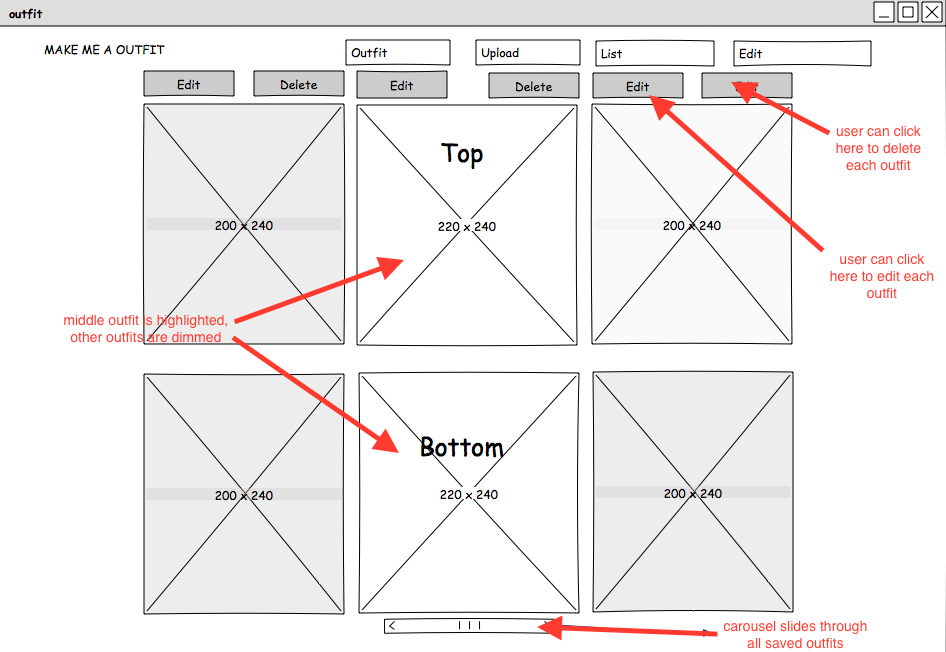 outfit
MAKE ME A OUTFIT
Outfit
Upload
List
Edit
Edit
Delete
Edit
Delete
Edit
Top
200 x 240
220 x 240
200 x 240
user can click
here to delete
each outfit
user can click
here to edit each
outfit
middle outfit is highlighted,
other outfits are dimmed
Bottom
200 x 240
220 x 240
200 x 240
carousel slides through
all saved outfits